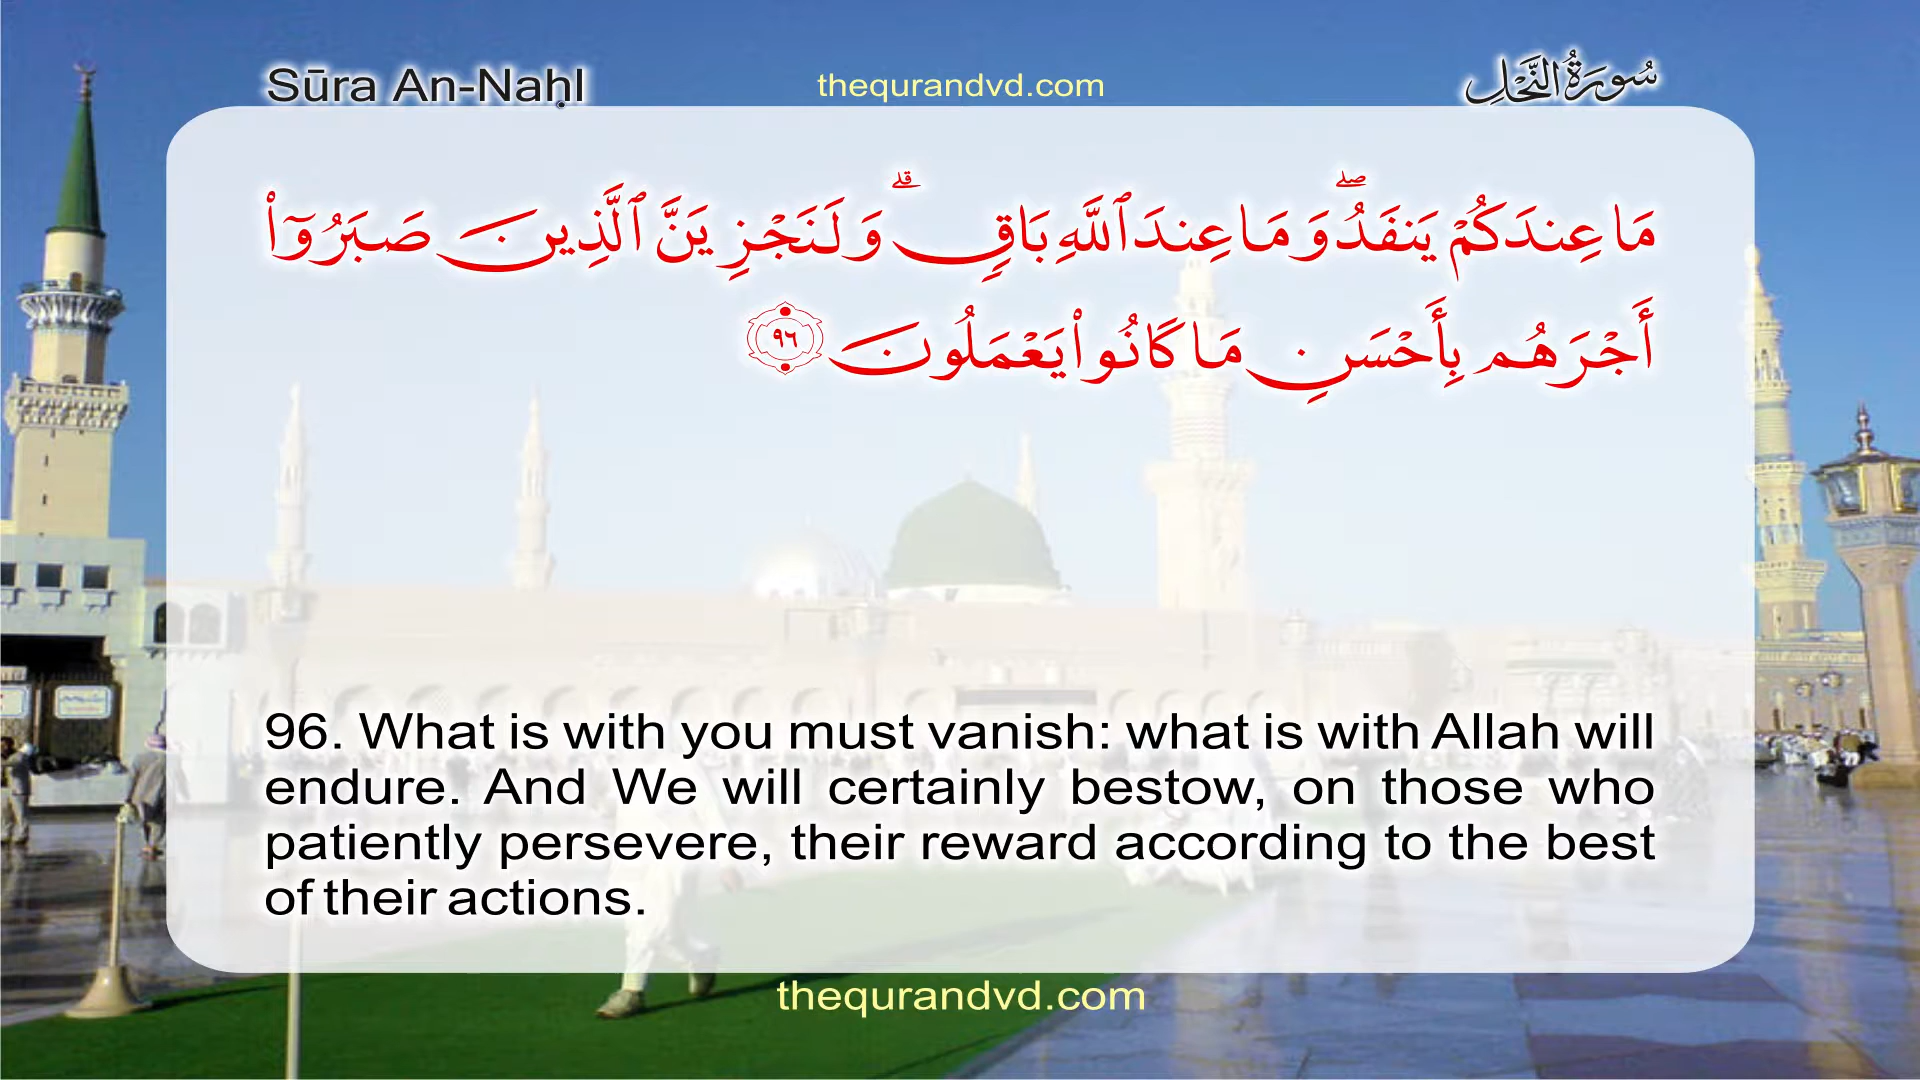 Sūra An-Naḥl
thequrandvd.com
سُورَةُ النَّحْلِ
مَا عِندَكُمْ يَنفَدُ ۖ وَمَا عِندَ ٱللَّهِ بَاقٍ ۗ وَلَنَجْزِيَنَّ ٱلَّذِينَ صَبَرُوٓا۟
أَجْرَهُم بِأَحْسَنِ مَا كَانُوا۟ يَعْمَلُونَ ٩٦
96. What is with you must vanish: what is with Allah will
endure. And We will certainly bestow, on those who
patiently persevere, their reward according to the best
of their actions.
thequrandvd.com